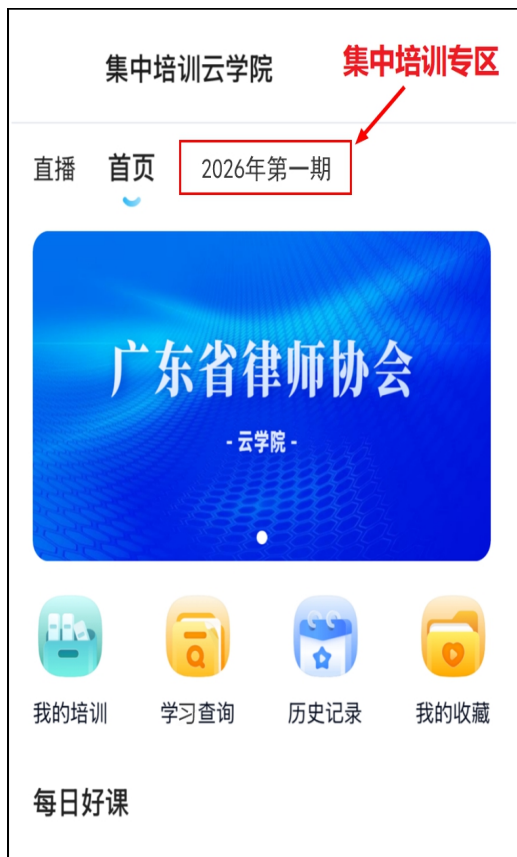 集中培训云学院
集中培训专区
直播 首页 2026年第一期
广东省律师协会
- 云学院 -
我的培训 学习查询 历史记录 我的收藏
每日好课